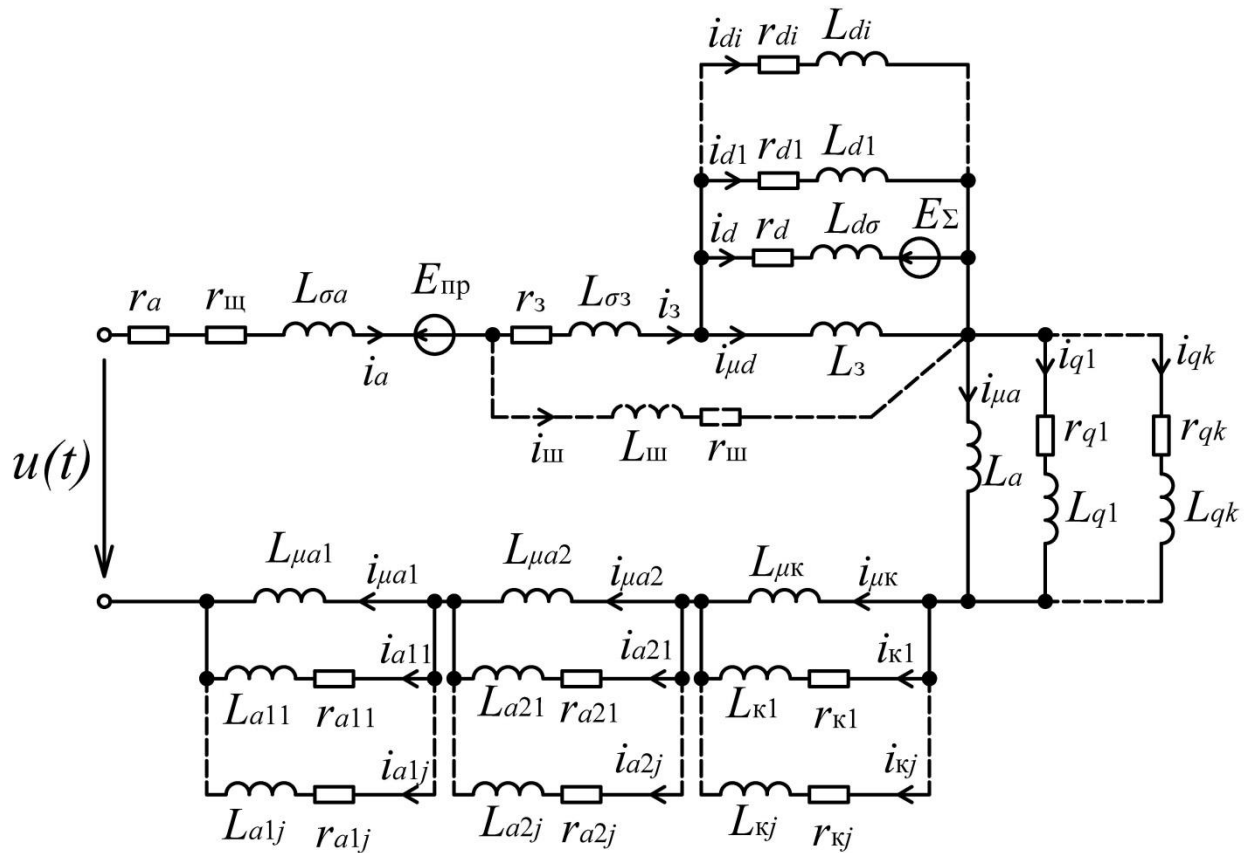 i_di r_di L_di
i_d1 r_d1 L_d1
i_d r_d L_dσ E_Σ
r_a r_щ L_σa E_пр r_з L_σз i_з
i_a i_μd L_з i_q1 i_qk
i_ш L_ш r_ш i_μa r_q1 r_qk
u(t) L_a L_q1 L_qk
L_μa1 i_μa1 L_μa2 i_μa2 L_μк i_μк
i_a11 i_a21 i_к1
L_a11 r_a11 L_a21 r_a21 L_к1 r_к1
i_a1j i_a2j i_кj
L_a1j r_a1j L_a2j r_a2j L_кj r_кj